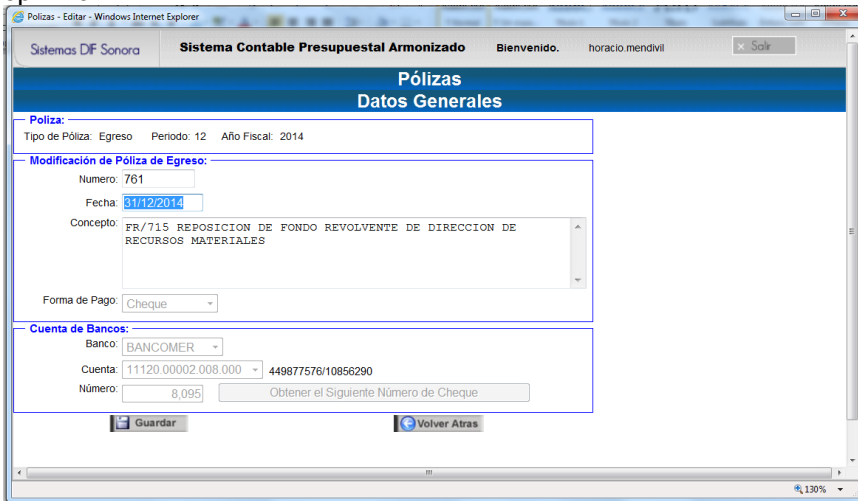 Polizas - Editar - Windows Internet Explorer
Sistemas DIF Sonora Sistema Contable Presupuestal Armonizado Bienvenido. horacio.mendivil Salir
Pólizas
Datos Generales
Poliza:
Tipo de Póliza: Egreso Periodo: 12 Año Fiscal: 2014
Modificación de Póliza de Egreso:
Numero: 761
Fecha: 31/12/2014
Concepto: FR/715 REPOSICION DE FONDO REVOLVENTE DE DIRECCION DE
RECURSOS MATERIALES
Forma de Pago: Cheque
Cuenta de Bancos:
Banco: BANCOMER
Cuenta: 11120.00002.008.000 449877576/10856290
Número: 8,095 Obtener el Siguiente Número de Cheque
Guardar Volver Atras
130%